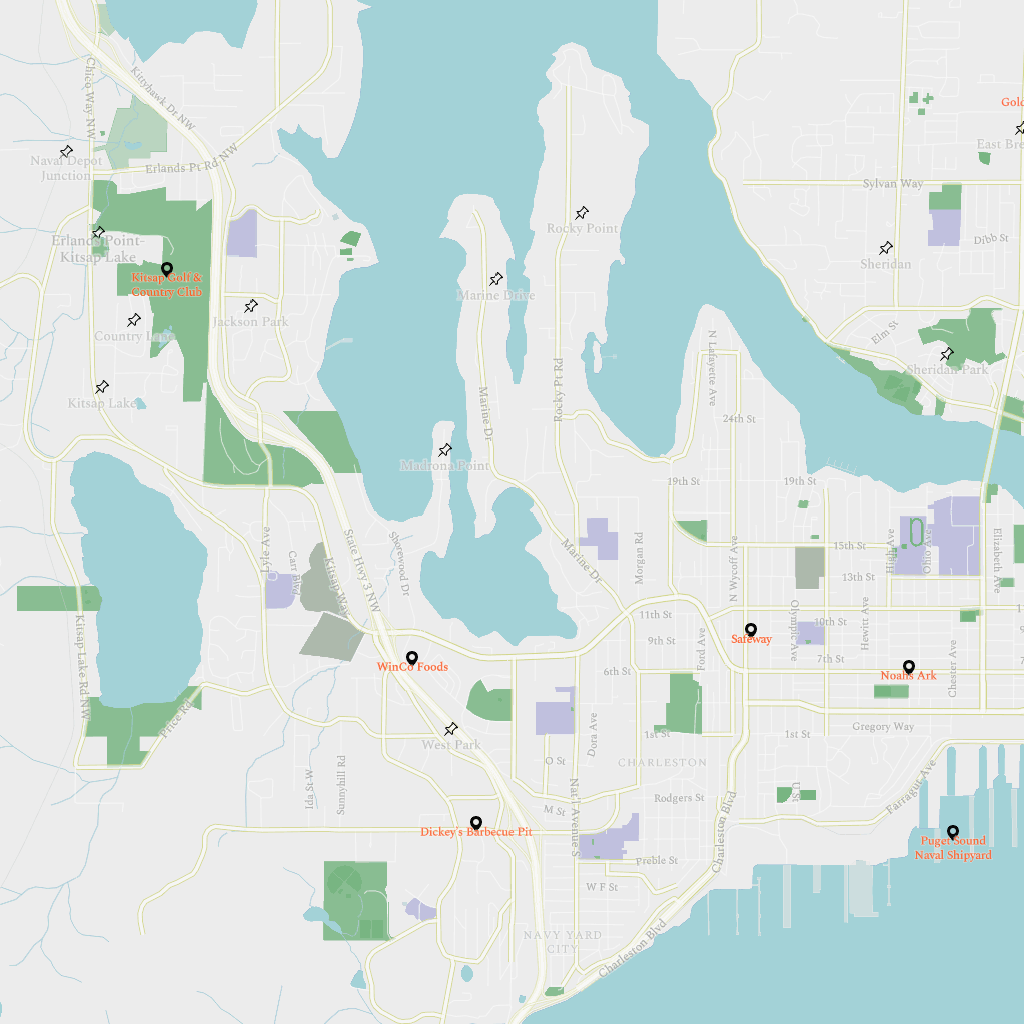 Chico Way NW
Kittyhawk Dr NW
Gold
East Bre
Naval Depot
Junction
Erlands Pt Rd NW
Sylvan Way
Erlands Point-
Kitsap Lake
Rocky Point
Dibb St
Sheridan
Kitsap Golf &
Country Club
Marine Drive
Jackson Park
Country Lane
Elm St
N Lafayette Ave
Sheridan Park
Kitsap Lake
Rocky Pt Rd
Marine Dr
24th St
Madrona Point
19th St
19th St
Lyle Ave
Carr Blvd
Kitsap Way
State Hwy 3 NW
Shorewood Dr
Marine Dr
Morgan Rd
N Wycoff Ave
15th St
High Ave
Ohio Ave
Elizabeth Ave
13th St
11th St
10th St
Olympic Ave
Hewitt Ave
Kitsap Lake Rd NW
9th St
Ford Ave
Safeway
7th St
Chester Ave
WinCo Foods
6th St
Noah's Ark
Price Rd
West Park
Dora Ave
1st St
1st St
Gregory Way
O St
CHARLESTON
Ida St W
Sunnyhill Rd
Nat'l Avenue S
M St
Rodgers St
U St
Farragut Ave
Charleston Blvd
Dickey's Barbecue Pit
Puget Sound
Naval Shipyard
Preble St
W F St
NAVY YARD
CITY
Charleston Blvd